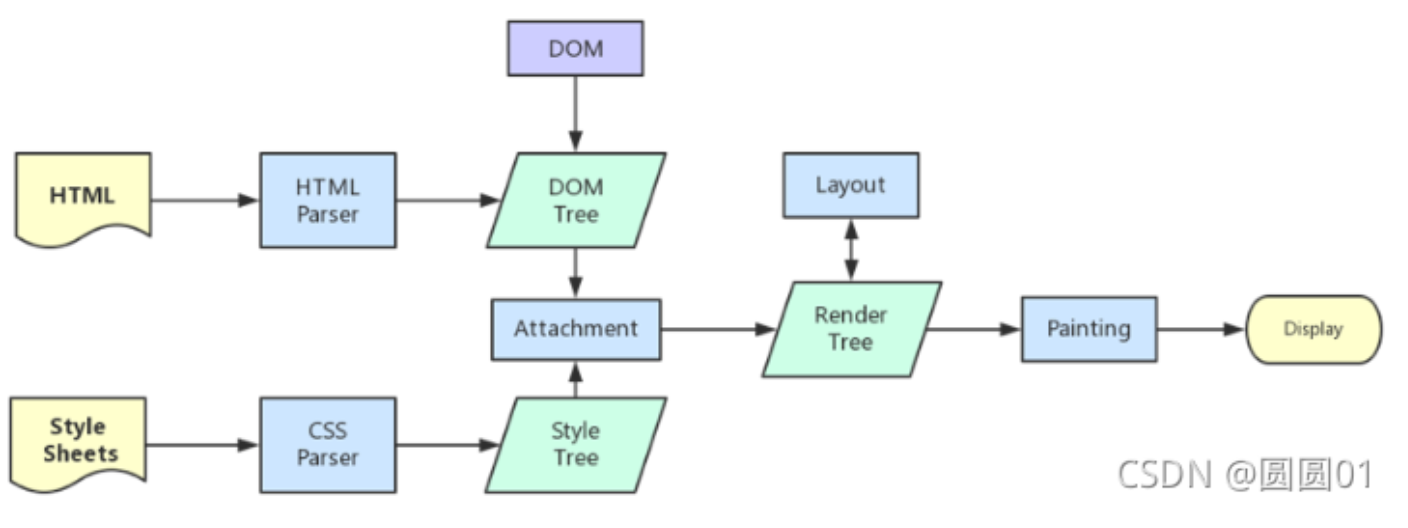 DOM
HTML
HTML
Parser
DOM
Tree
Layout
Attachment
Render
Tree
Painting
Display
Style
Sheets
CSS
Parser
Style
Tree
CSDN @圆圆01